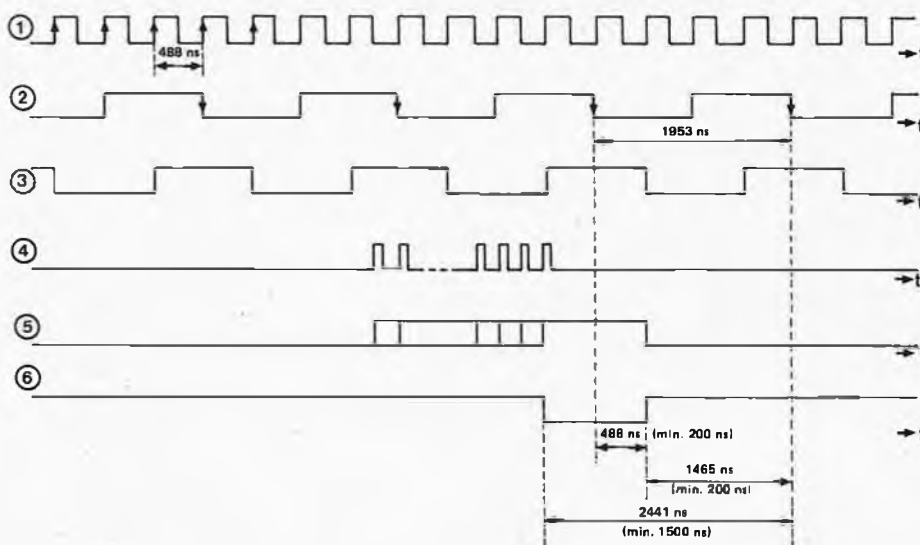 ①
488 ns
t
②
1953 ns
t
③
t
④
t
⑤
t
⑥
t
488 ns (min. 200 ns)
1465 ns
(min. 200 ns)
2441 ns
(min. 1500 ns)